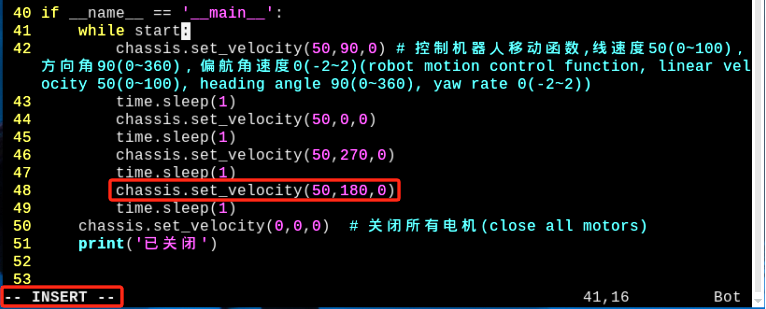 40 if __name__ == '__main__':
41     while start:
42         chassis.set_velocity(50,90,0) # 控制机器人移动函数,线速度50(0~100),
方向角90(0~360),偏航角速度0(-2~2)(robot motion control function, linear vel
ocity 50(0~100), heading angle 90(0~360), yaw rate 0(-2~2))
43         time.sleep(1)
44         chassis.set_velocity(50,0,0)
45         time.sleep(1)
46         chassis.set_velocity(50,270,0)
47         time.sleep(1)
48         chassis.set_velocity(50,180,0)
49         time.sleep(1)
50     chassis.set_velocity(0,0,0)  # 关闭所有电机(close all motors)
51     print('已关闭')
52
53
-- INSERT -- 41,16 Bot